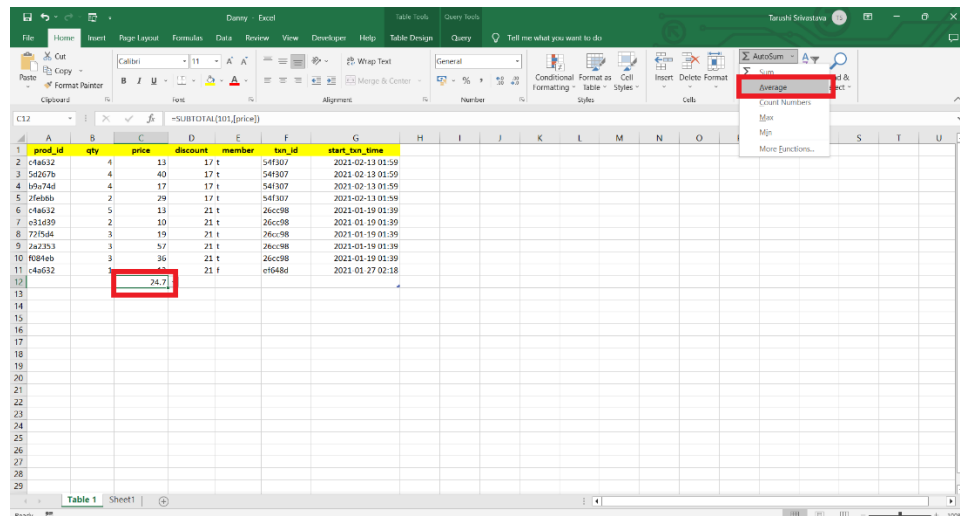 Danny - Excel
Table Tools
Query Tools
Tarushi Srivastava
TS
File Home Insert Page Layout Formulas Data Review View Developer Help Table Design Query Tell me what you want to do
Paste
Cut
Copy
Format Painter
Clipboard
Calibri 11 A A
B I U A
Font
Wrap Text
Merge & Center
Alignment
General
% ,
Number
Conditional Formatting
Format as Table
Cell Styles
Styles
Insert Delete Format
Cells
Σ AutoSum
Sum
Average
Count Numbers
Max
Min
More Functions...
C12 fx =SUBTOTAL(101,[price])
A B C D E F G H I J K L M N O S T U
1 prod_id qty price discount member txn_id start_txn_time
2 c4a632 4 13 17 t 54f307 2021-02-13 01:59
3 5d267b 4 40 17 t 54f307 2021-02-13 01:59
4 b9a74d 4 17 17 t 54f307 2021-02-13 01:59
5 2feb6b 2 29 17 t 54f307 2021-02-13 01:59
6 c4a632 5 13 21 t 26cc98 2021-01-19 01:39
7 e31d39 2 10 21 t 26cc98 2021-01-19 01:39
8 72f5d4 3 19 21 t 26cc98 2021-01-19 01:39
9 2a2353 3 57 21 t 26cc98 2021-01-19 01:39
10 f084eb 3 36 21 t 26cc98 2021-01-19 01:39
11 c4a632 1 13 21 f ef648d 2021-01-27 02:18
12 24.7
13
14
15
16
17
18
19
20
21
22
23
24
25
26
27
28
29
Table 1 Sheet1
Ready